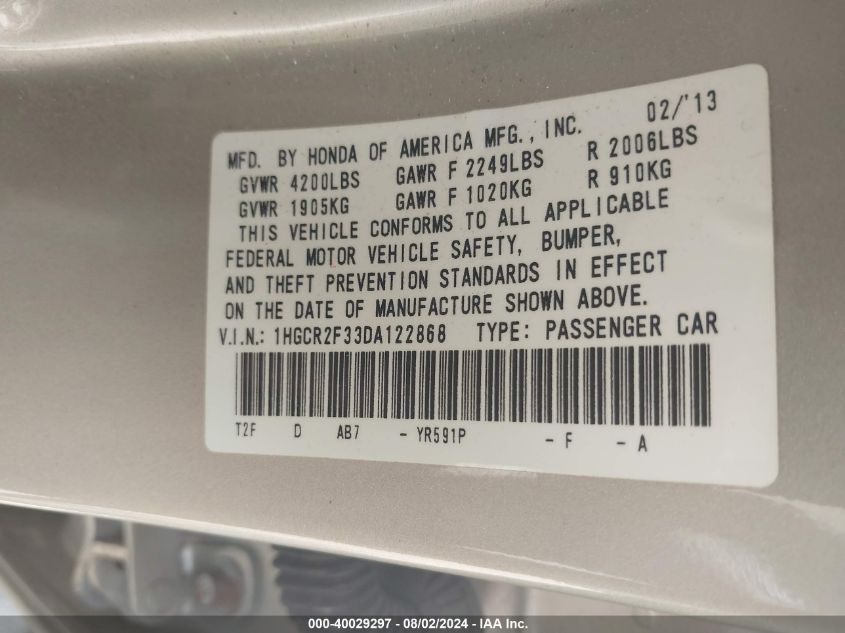 MFD. BY HONDA OF AMERICA MFG., INC. 02/'13
GVWR 4200LBS GAWR F 2249LBS R 2006LBS
GVWR 1905KG GAWR F 1020KG R 910KG
THIS VEHICLE CONFORMS TO ALL APPLICABLE
FEDERAL MOTOR VEHICLE SAFETY, BUMPER,
AND THEFT PREVENTION STANDARDS IN EFFECT
ON THE DATE OF MANUFACTURE SHOWN ABOVE.
V.I.N.: 1HGCR2F33DA122868 TYPE: PASSENGER CAR
T2F D AB7 - YR591P - F - A
000-40029297 - 08/02/2024 - IAA Inc.